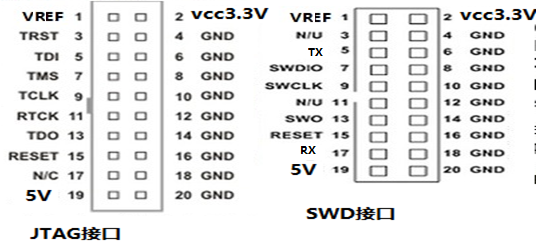 VREF 1 2 vcc3.3V
TRST 3 4 GND
TDI 5 6 GND
TMS 7 8 GND
TCLK 9 10 GND
RTCK 11 12 GND
TDO 13 14 GND
RESET 15 16 GND
N/C 17 18 GND
5V 19 20 GND
JTAG接口
VREF 1 2 vcc3.3V
N/U 3 4 GND
TX 5 6 GND
SWDIO 7 8 GND
SWCLK 9 10 GND
N/U 11 12 GND
SWO 13 14 GND
RESET 15 16 GND
RX 17 18 GND
5V 19 20 GND
SWD接口